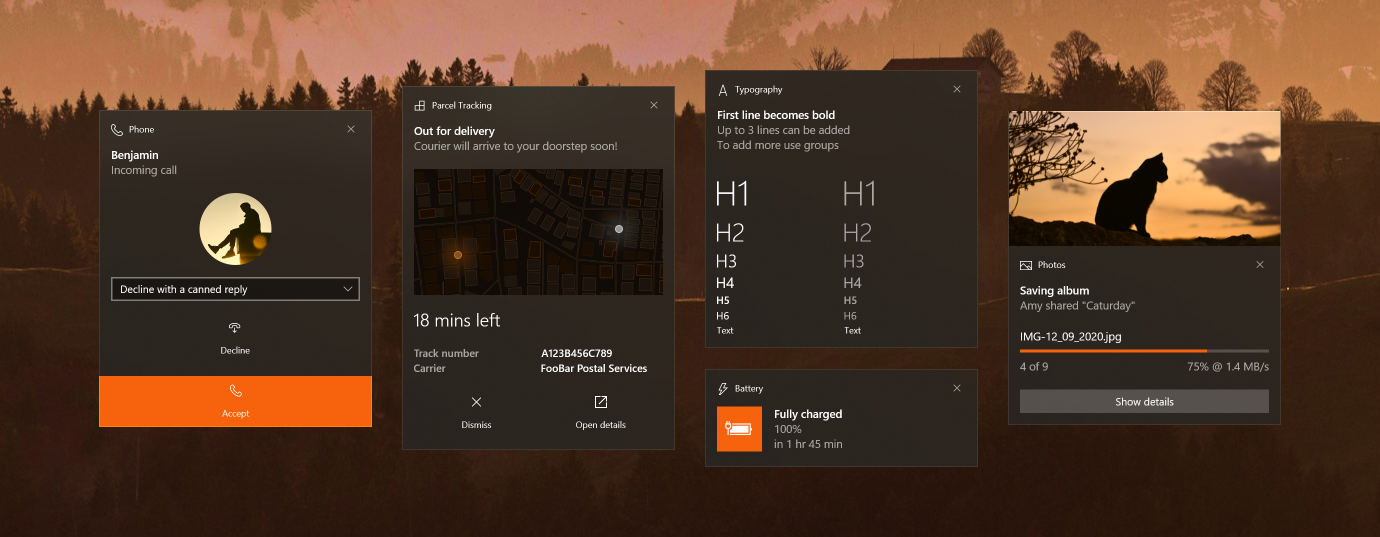 Phone
Benjamin
Incoming call
Decline with a canned reply
Decline
Accept
Parcel Tracking
Out for delivery
Courier will arrive to your doorstep soon!
18 mins left
Track number A123B456C789
Carrier FooBar Postal Services
Dismiss Open details
Typography
First line becomes bold
Up to 3 lines can be added
To add more use groups
H1 H1
H2 H2
H3 H3
H4 H4
H5 H5
H6 H6
Text Text
Battery
Fully charged
100%
in 1 hr 45 min
Photos
Saving album
Amy shared "Caturday"
IMG-12_09_2020.jpg
4 of 9 75% @ 1.4 MB/s
Show details